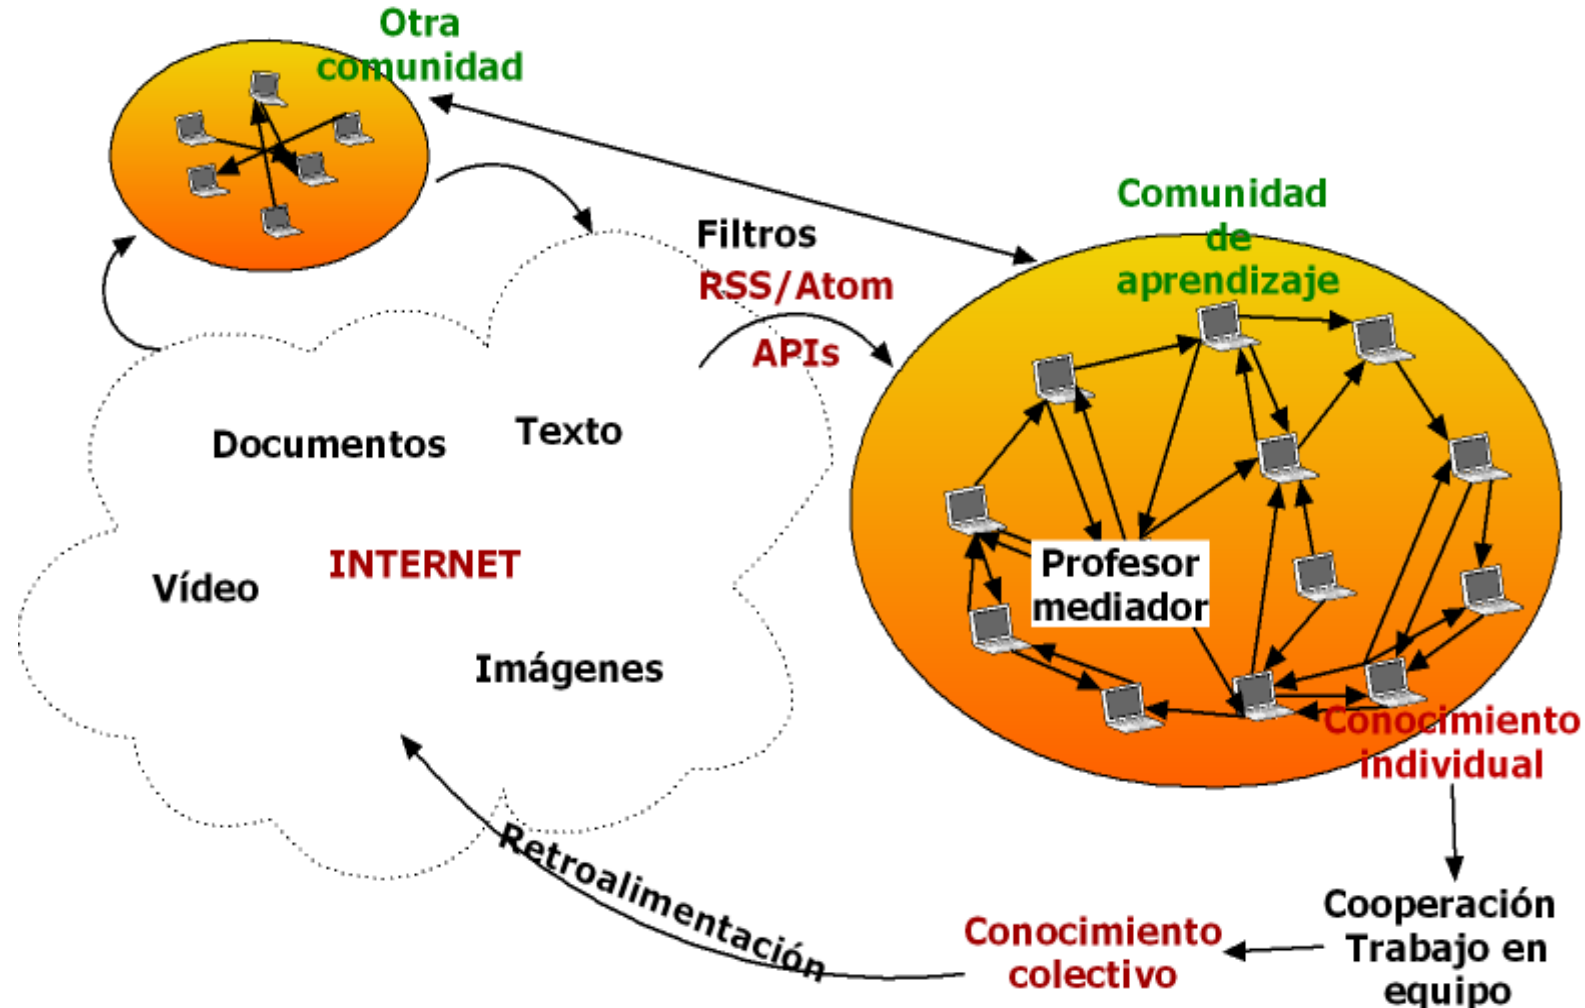 Otra
comunidad
Filtros
RSS/Atom
APIs
Comunidad
de
aprendizaje
Documentos
Texto
Vídeo
INTERNET
Imágenes
Profesor
mediador
Conocimiento
individual
Cooperación
Trabajo en
equipo
Conocimiento
colectivo
Retroalimentación